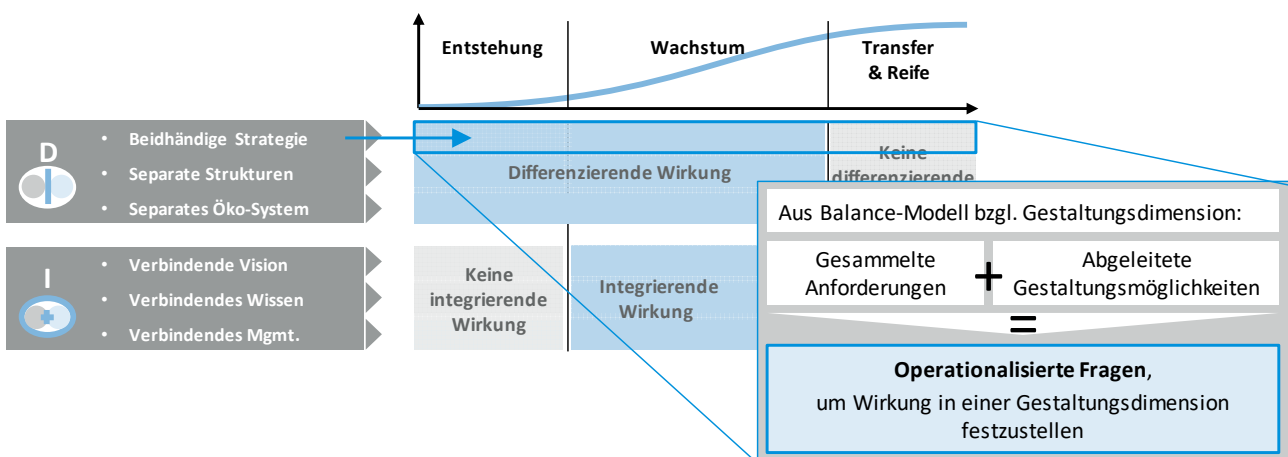 Entstehung
Wachstum
Transfer
& Reife
D
• Beidhändige Strategie
• Separate Strukturen
• Separates Öko-System
Differenzierende Wirkung
Keine
differenzierende
I
• Verbindende Vision
• Verbindendes Wissen
• Verbindendes Mgmt.
Keine
integrierende
Wirkung
Integrierende
Wirkung
Aus Balance-Modell bzgl. Gestaltungsdimension:
Gesammelte
Anforderungen
+
Abgeleitete
Gestaltungsmöglichkeiten
=
Operationalisierte Fragen,
um Wirkung in einer Gestaltungsdimension
festzustellen